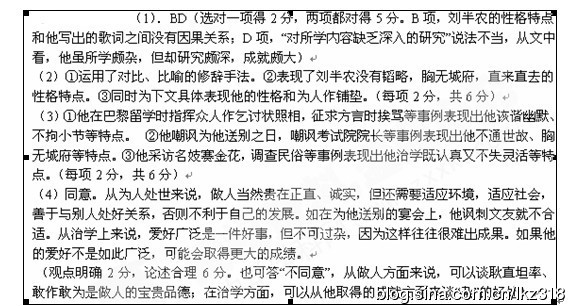 （1）．BD（选对一项得 2 分，两项都对得 5 分。B 项，刘半农的性格特点
和他写出的歌词之间没有因果关系；D 项，“对所学内容缺乏深入的研究”说法不当，从文中
看，他虽所学颇杂，但却研究颇深，成就颇大）
（2）①运用了对比、比喻的修辞手法。②表现了刘半农没有韬略，胸无城府，直来直去的
性格特点。③同时为下文具体表现他的性格和为人作铺垫。（每项 2 分，共 6 分）
（3）①他在巴黎留学时指挥众人作乞讨状照相，征求方言时挨骂等事例表现出他诙谐幽默、
不拘小节等特点。 ②他嘲讽为他送别之日，嘲讽考试院院长等事例表现出他不通世故、胸
无城府等特点。③他采访名妓赛金花，调查民俗等事例表现出他治学既认真又不失灵活等特
点。（每项 2 分，共 6 分）
（4）同意。从为人处世来说，做人当然贵在正直、诚实，但还需要适应环境，适应社会，
善于与别人处好关系，否则不利于自己的发展。如在为他送别的宴会上，他讽刺文友就不合
适。从治学上来说，爱好广泛是一件好事，但不可过杂，因为这样往往很难出成果。如果他
的爱好不是如此广泛，可能会取得更大的成绩。
（观点明确 2 分，论述合理 6 分。也可答“不同意”，从做人方面来说，可以谈耿直坦率、
敢作敢为是做人的宝贵品德；在治学方面，可以从他取得的
blog.sina.com.cn/kz318